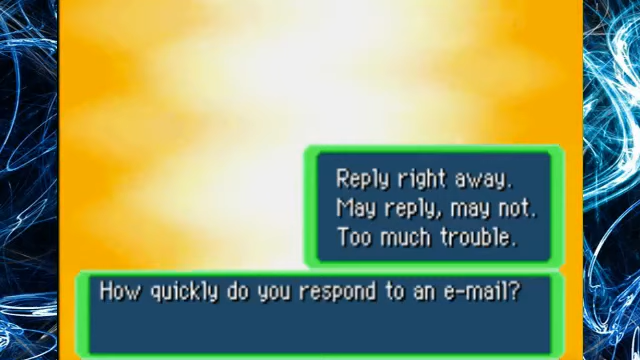 Reply right away.
May reply, may not.
Too much trouble.
How quickly do you respond to an e-mail?